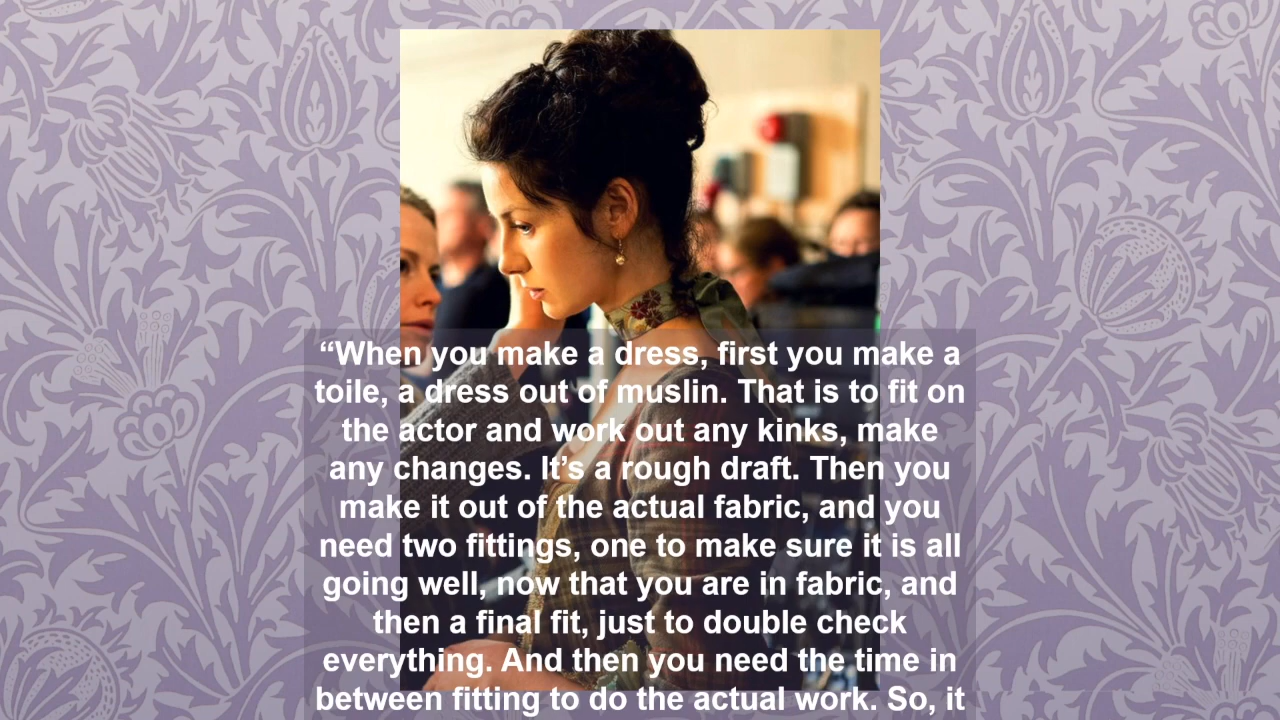 “When you make a dress, first you make a
toile, a dress out of muslin. That is to fit on
the actor and work out any kinks, make
any changes. It’s a rough draft. Then you
make it out of the actual fabric, and you
need two fittings, one to make sure it is all
going well, now that you are in fabric, and
then a final fit, just to double check
everything. And then you need the time in
between fitting to do the actual work. So, it